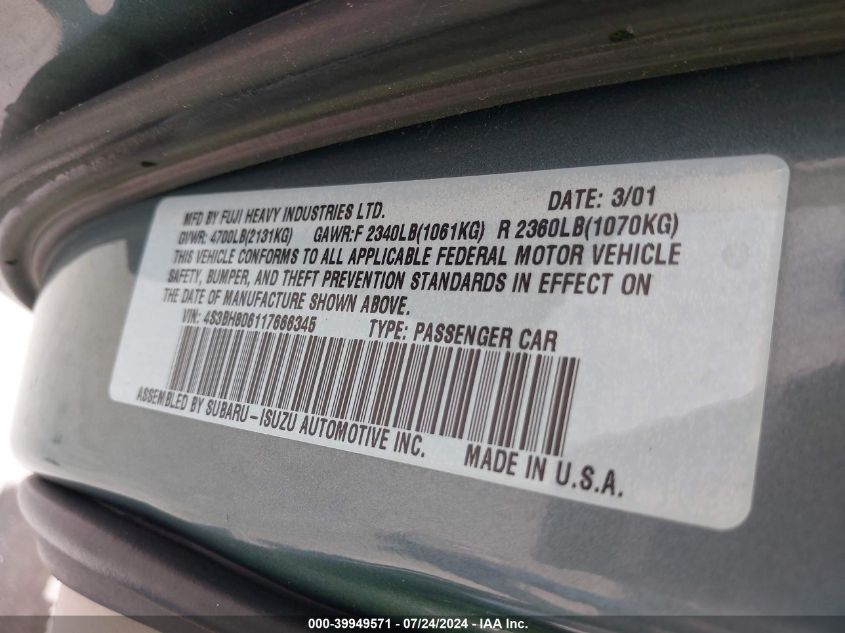 MFD BY FUJI HEAVY INDUSTRIES LTD. DATE: 3/01
GVWR: 4700LB(2131KG) GAWR:F 2340LB(1061KG) R 2360LB(1070KG)
THIS VEHICLE CONFORMS TO ALL APPLICABLE FEDERAL MOTOR VEHICLE
SAFETY, BUMPER, AND THEFT PREVENTION STANDARDS IN EFFECT ON
THE DATE OF MANUFACTURE SHOWN ABOVE.
VIN: 4S3BH806117666345 TYPE: PASSENGER CAR
ASSEMBLED BY SUBARU-ISUZU AUTOMOTIVE INC. MADE IN U.S.A.
000-39949571 - 07/24/2024 - IAA Inc.